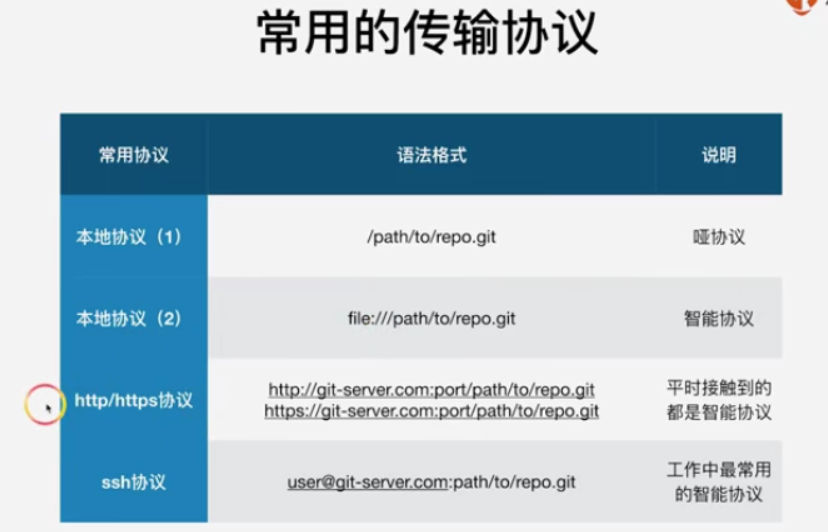 常用的传输协议
常用协议 语法格式 说明
本地协议（1） /path/to/repo.git 哑协议
本地协议（2） file:///path/to/repo.git 智能协议
http/https协议
http://git-server.com:port/path/to/repo.git
https://git-server.com:port/path/to/repo.git
平时接触到的
都是智能协议
ssh协议 user@git-server.com:path/to/repo.git
工作中最常用
的智能协议